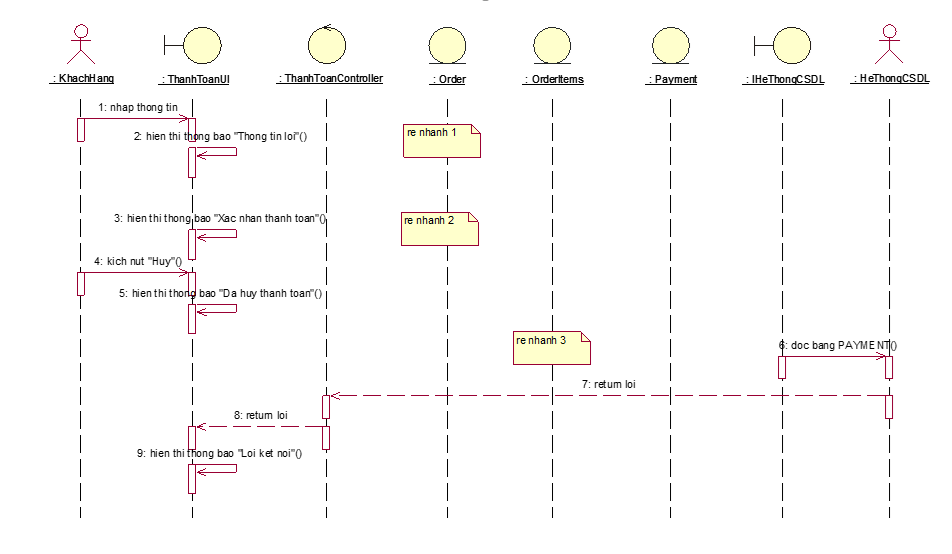 : KhachHang
: ThanhToanUI
: ThanhToanController
: Order
: OrderItems
: Payment
: IHeThongCSDL
: HeThongCSDL
1: nhap thong tin
2: hien thi thong bao "Thong tin loi"()
re nhanh 1
3: hien thi thong bao "Xac nhan thanh toan"()
re nhanh 2
4: kich nut "Huy"()
5: hien thi thong bao "Da huy thanh toan"()
re nhanh 3
6: doc bang PAYMENT()
7: return loi
8: return loi
9: hien thi thong bao "Loi ket noi"()